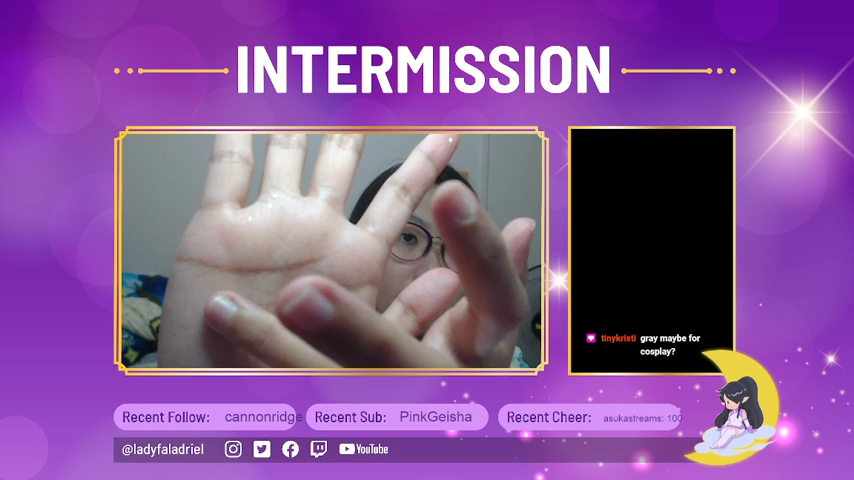 INTERMISSION
tinykristi gray maybe for
cosplay?
Recent Follow: cannonridge
Recent Sub: PinkGeisha
Recent Cheer: asukastreams: 100
@ladyfaladriel
YouTube